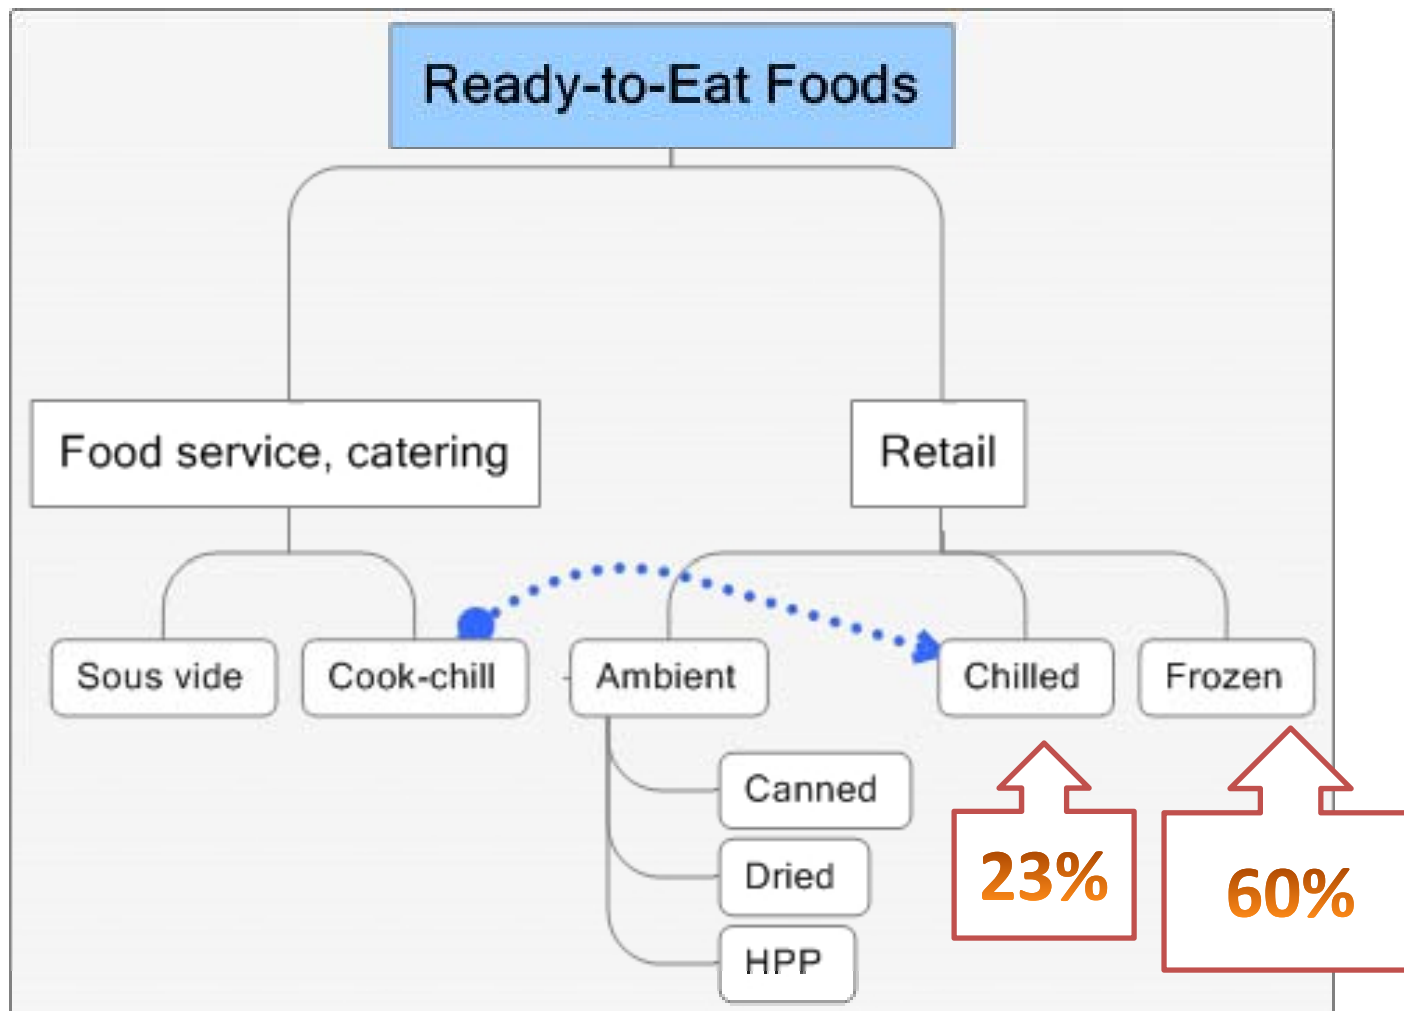 Ready-to-Eat Foods
Food service, catering
Retail
Sous vide
Cook-chill
Ambient
Chilled
Frozen
Canned
Dried
HPP
23%
60%